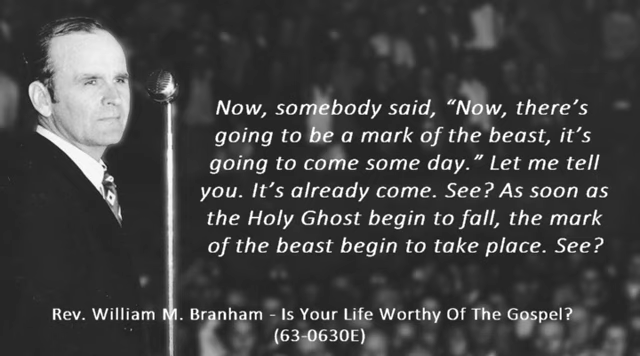 Now, somebody said, “Now, there’s
going to be a mark of the beast, it’s
going to come some day.” Let me tell
you. It’s already come. See? As soon as
the Holy Ghost begin to fall, the mark
of the beast begin to take place. See?
Rev. William M. Branham - Is Your Life Worthy Of The Gospel?
(63-0630E)